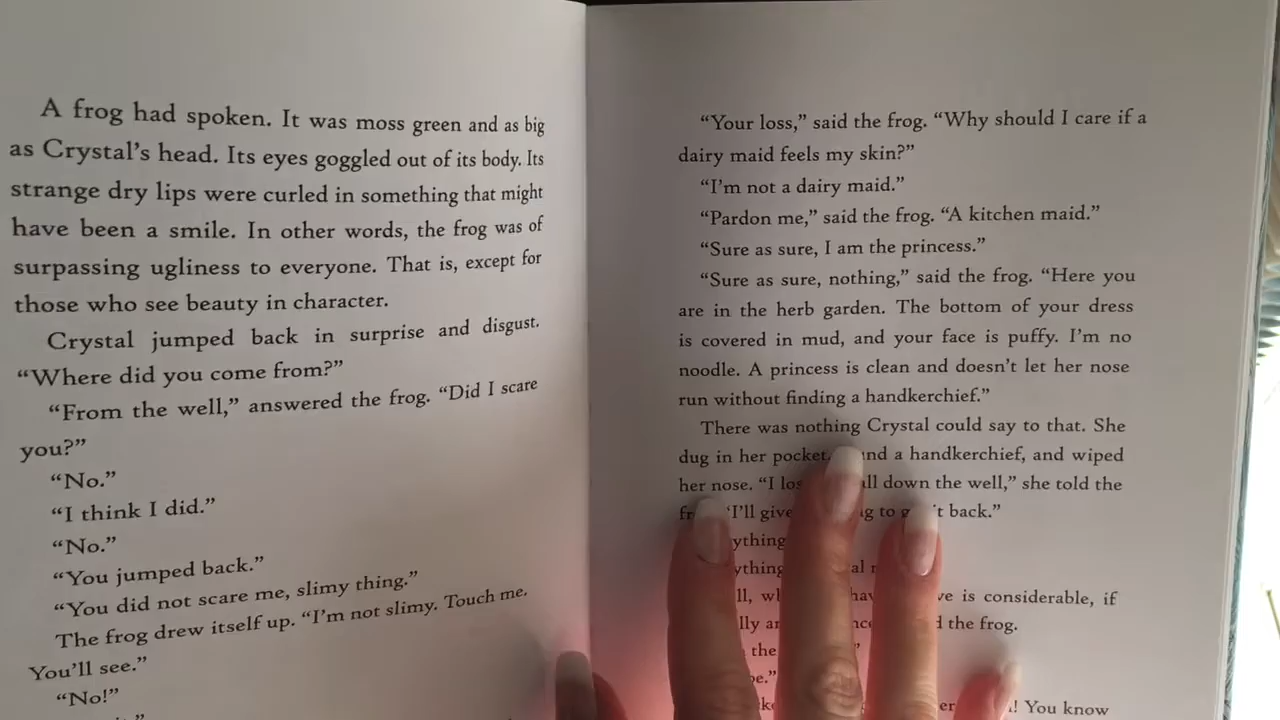 A frog had spoken. It was moss green and as big
as Crystal's head. Its eyes goggled out of its body. Its
strange dry lips were curled in something that might
have been a smile. In other words, the frog was of
surpassing ugliness to everyone. That is, except for
those who see beauty in character.
Crystal jumped back in surprise and disgust.
“Where did you come from?”
“From the well,” answered the frog. “Did I scare
you?”
“No.”
“I think I did.”
“No.”
“You jumped back.”
“You did not scare me, slimy thing.”
The frog drew itself up. “I'm not slimy. Touch me.
You'll see.”
“No!”
“Your loss,” said the frog. “Why should I care if a
dairy maid feels my skin?”
“I'm not a dairy maid.”
“Pardon me,” said the frog. “A kitchen maid.”
“Sure as sure, I am the princess.”
“Sure as sure, nothing,” said the frog. “Here you
are in the herb garden. The bottom of your dress
is covered in mud, and your face is puffy. I'm no
noodle. A princess is clean and doesn't let her nose
run without finding a handkerchief.”
There was nothing Crystal could say to that. She
dug in her pocket, a handkerchief, and wiped
her nose. “I down the well,” she told the
“I'll give to back.”
is considerable, if
the frog.
the
You know